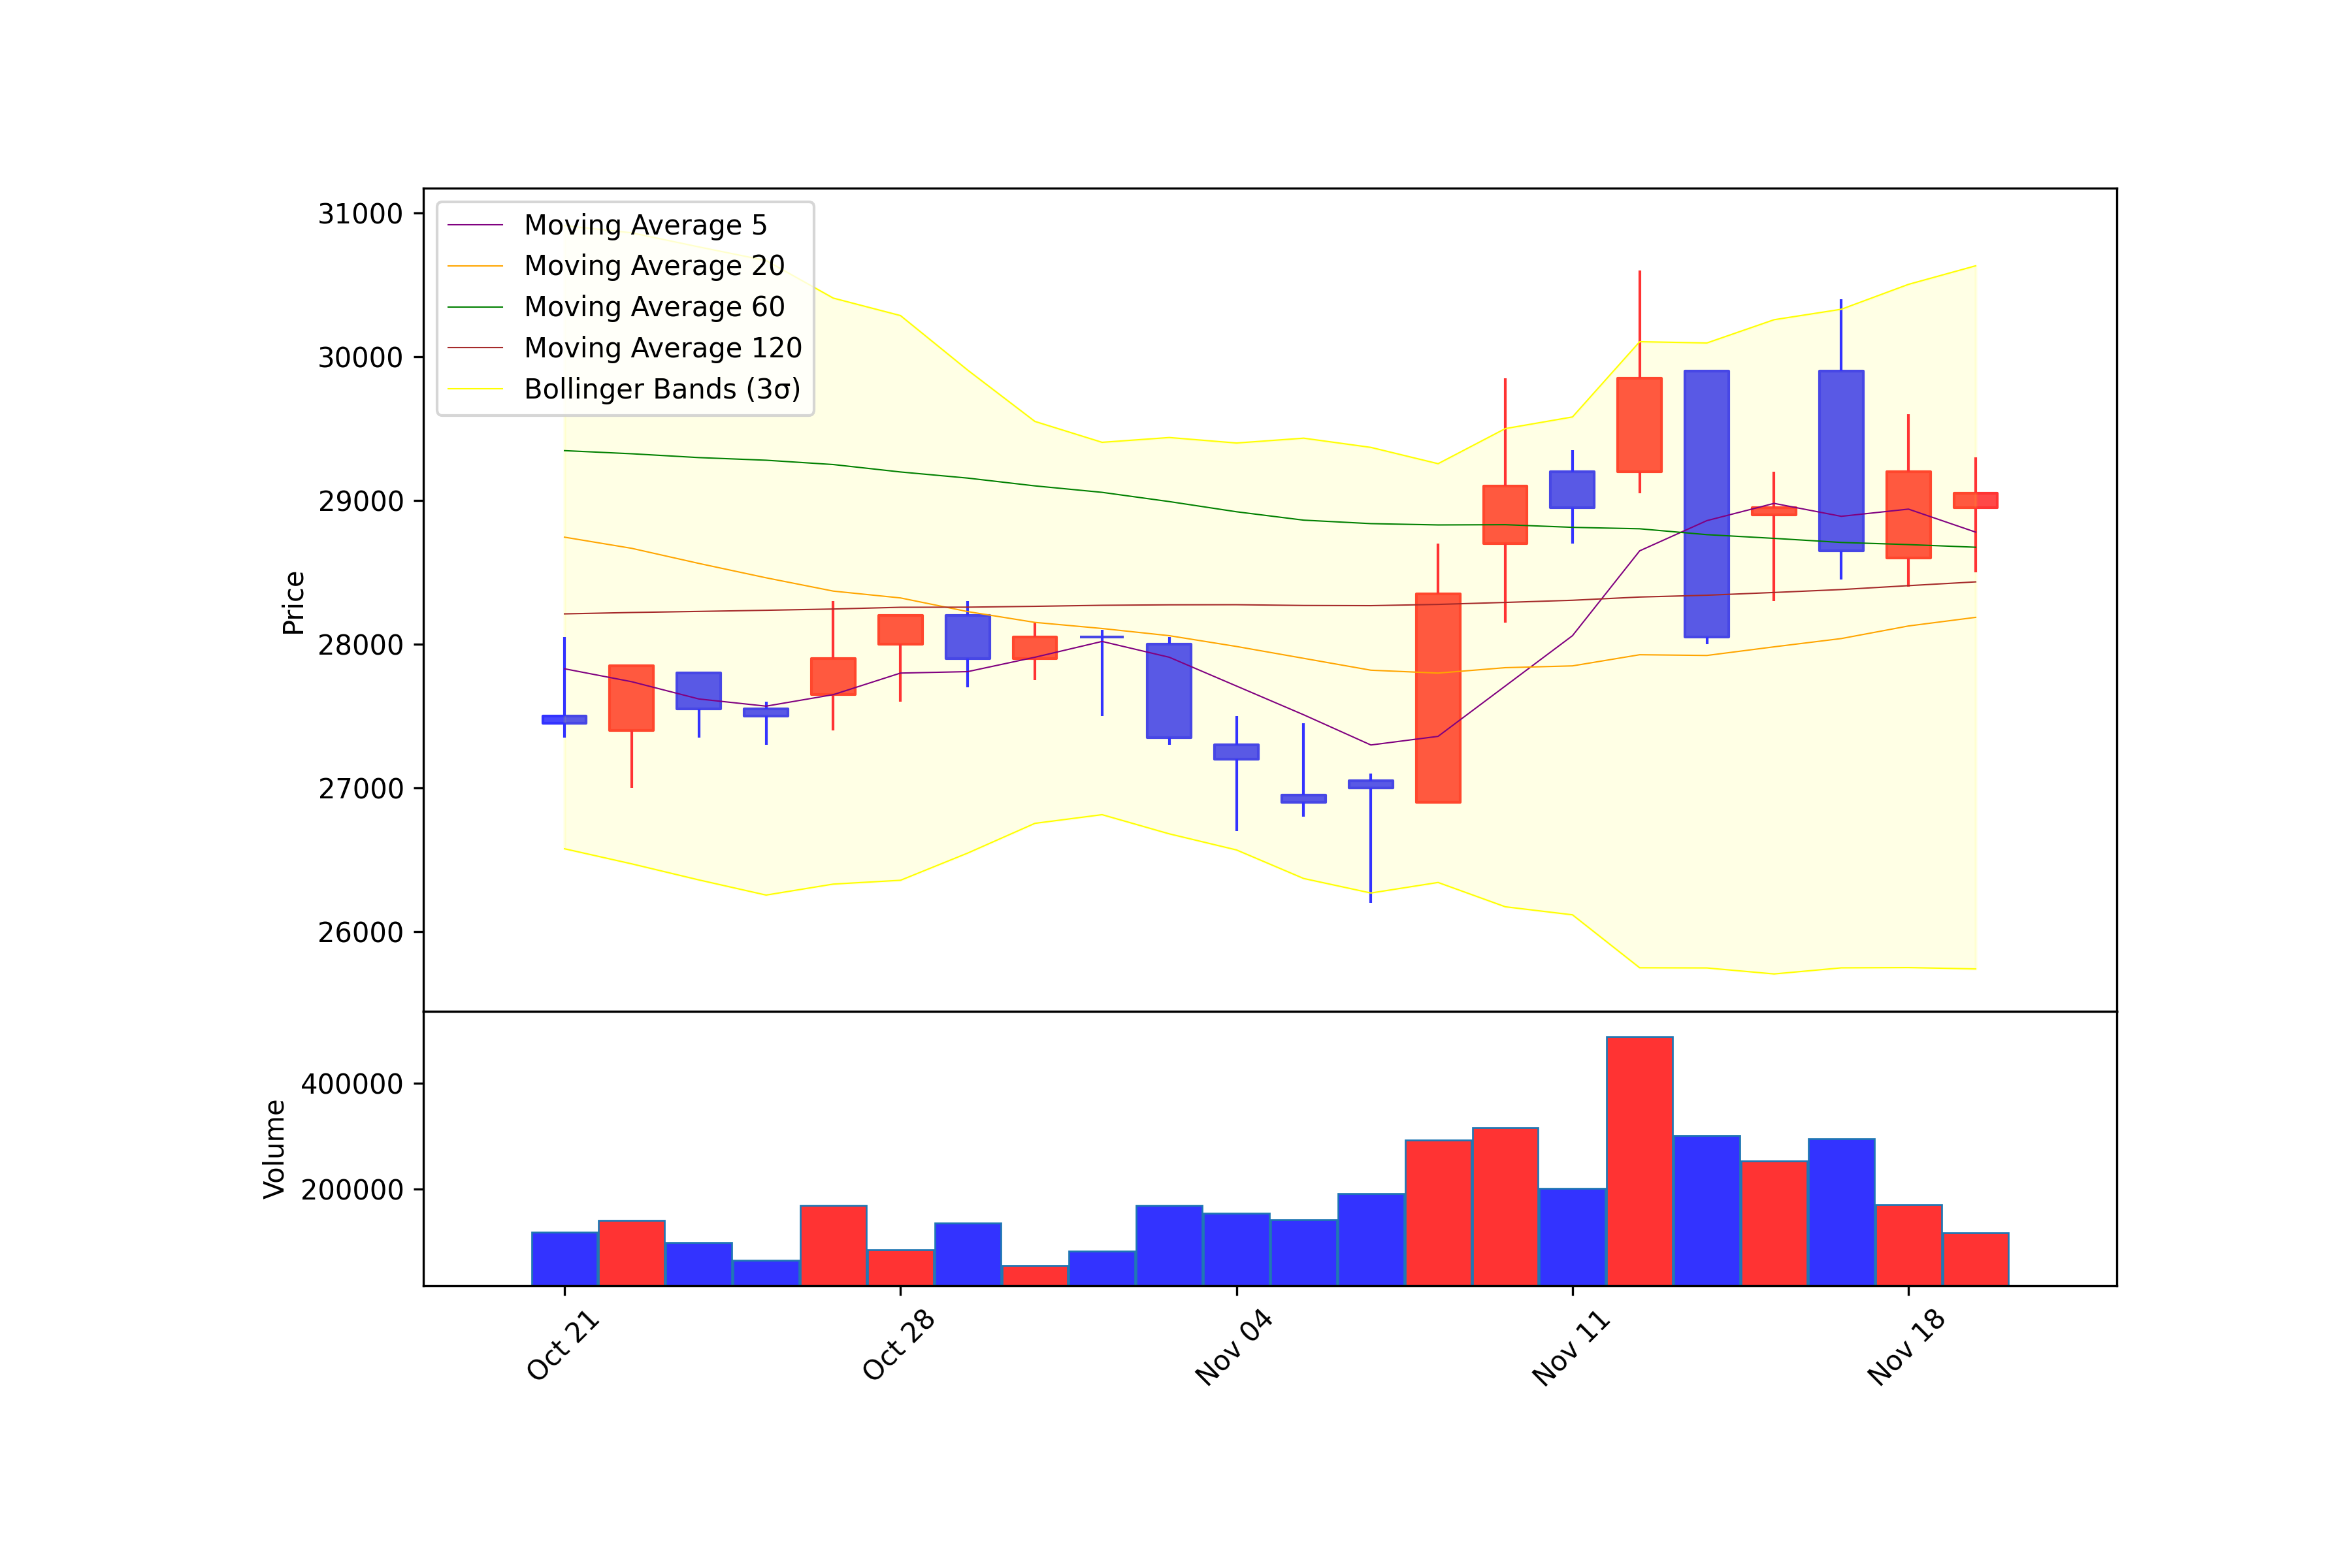 31000
30000
29000
28000
27000
26000
Price
Moving Average 5
Moving Average 20
Moving Average 60
Moving Average 120
Bollinger Bands (3σ)
400000
200000
Volume
Oct 21
Oct 28
Nov 04
Nov 11
Nov 18